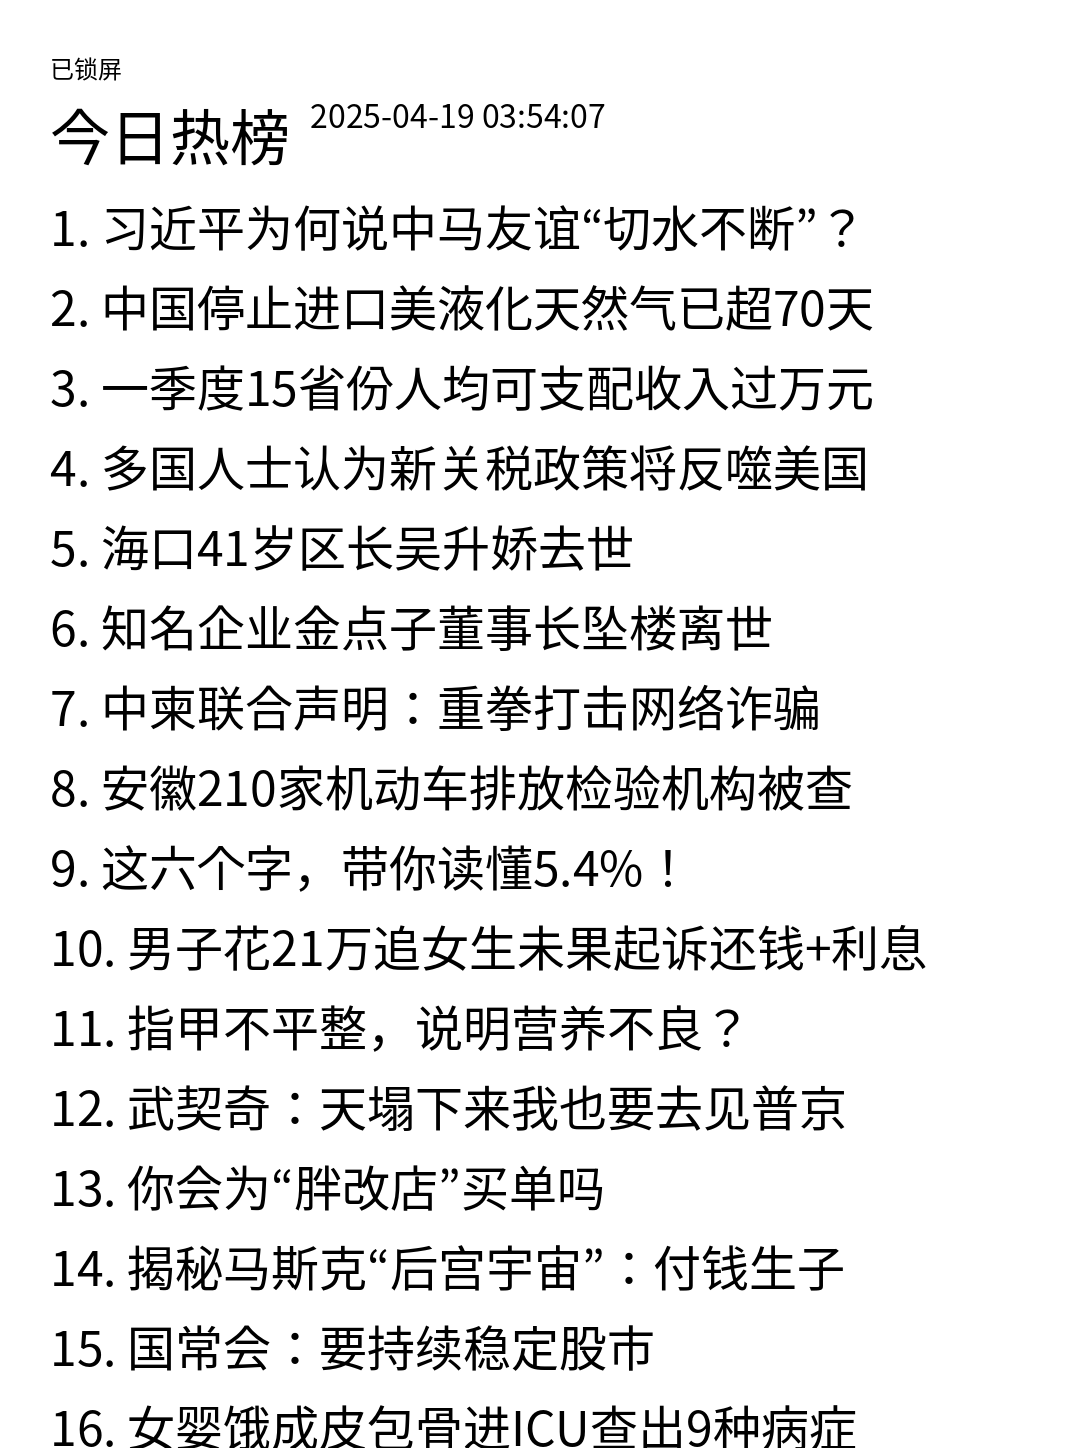 已锁屏
今日热榜 2025-04-19 03:54:07
1. 习近平为何说中马友谊“切水不断”？
2. 中国停止进口美液化天然气已超70天
3. 一季度15省份人均可支配收入过万元
4. 多国人士认为新关税政策将反噬美国
5. 海口41岁区长吴升娇去世
6. 知名企业金点子董事长坠楼离世
7. 中柬联合声明：重拳打击网络诈骗
8. 安徽210家机动车排放检验机构被查
9. 这六个字，带你读懂5.4%！
10. 男子花21万追女生未果起诉还钱+利息
11. 指甲不平整，说明营养不良？
12. 武契奇：天塌下来我也要去见普京
13. 你会为“胖改店”买单吗
14. 揭秘马斯克“后宫宇宙”：付钱生子
15. 国常会：要持续稳定股市
16. 女婴饿成皮包骨进ICU查出9种病症